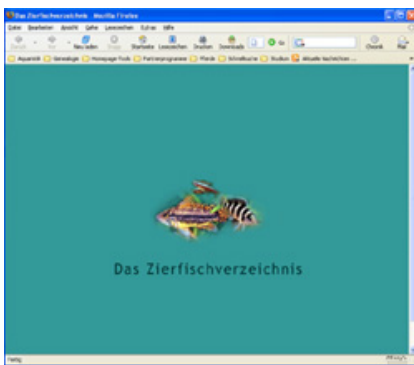 Das Zierfischverzeichnis - Mozilla Firefox
Datei Bearbeiten Ansicht Gehe Lesezeichen Extras Hilfe
Neu laden Stopp Startseite Lesezeichen Drucken Downloads Chronik
Aquaristik Genealogie Homepage-Tools Partnerprogramme Pferde Schnellsuche Studium Aktuelle Nachrichten ...
Das Zierfischverzeichnis
Fertig